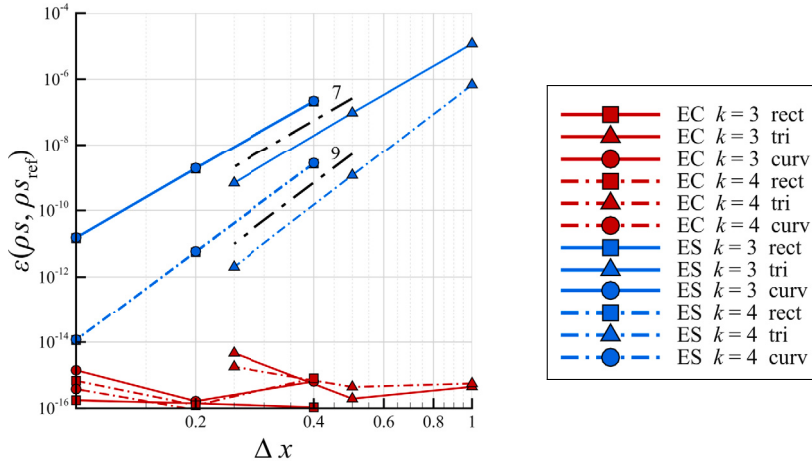 10⁻⁴
10⁻⁶
10⁻⁸
10⁻¹⁰
10⁻¹²
10⁻¹⁴
10⁻¹⁶
ε(ρs, ρs_ref)
7
9
0.2 0.4 0.6 0.8 1
Δ x
EC k = 3 rect
EC k = 3 tri
EC k = 3 curv
EC k = 4 rect
EC k = 4 tri
EC k = 4 curv
ES k = 3 rect
ES k = 3 tri
ES k = 3 curv
ES k = 4 rect
ES k = 4 tri
ES k = 4 curv